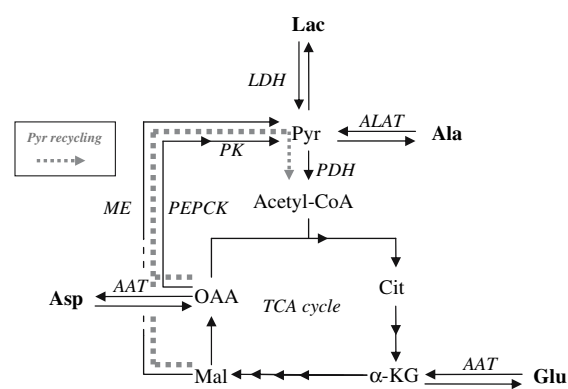 Lac
LDH
Pyr recycling
Pyr
ALAT
Ala
PK
PDH
ME
PEPCK
Acetyl-CoA
Asp
AAT
OAA
TCA cycle
Cit
Mal
α-KG
AAT
Glu